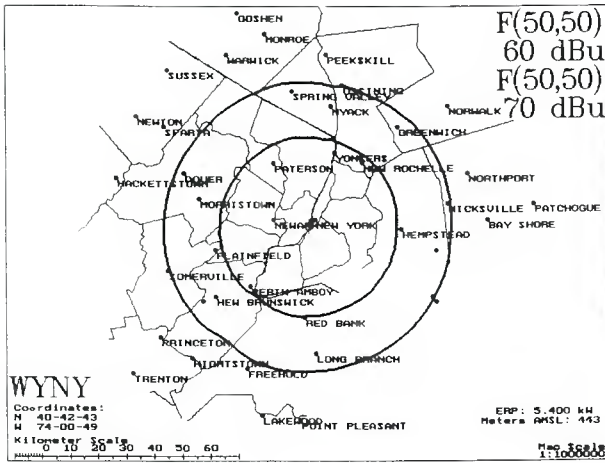 GOSHEN
MONROE
F(50,50)
60 dBu
F(50,50)
70 dBu
WARWICK
PEEKSKILL
SUSSEX
OSSINING
SPRING VALLEY
NYACK
NORWALK
NEWTON
SPARTA
GREENWICH
YONKERS
PATERSON
NEW ROCHELLE
DOVER
HACKETTSTOWN
NORTHPORT
MORRISTOWN
HICKSVILLE
PATCHOGUE
NEWARK
NEW YORK
BAY SHORE
HEMPSTEAD
PLAINFIELD
SOMERVILLE
PERTH AMBOY
NEW BRUNSWICK
RED BANK
PRINCETON
HIGHTSTOWN
LONG BRANCH
FREEHOLD
TRENTON
WYNY
Coordinates:
N 40-42-43
W 74-00-49
LAKEWOOD
POINT PLEASANT
ERP: 5.400 kW
Meters AMSL: 443
Kilometer Scale
0 10 20 30 40 50
Map Scale
1:1000000